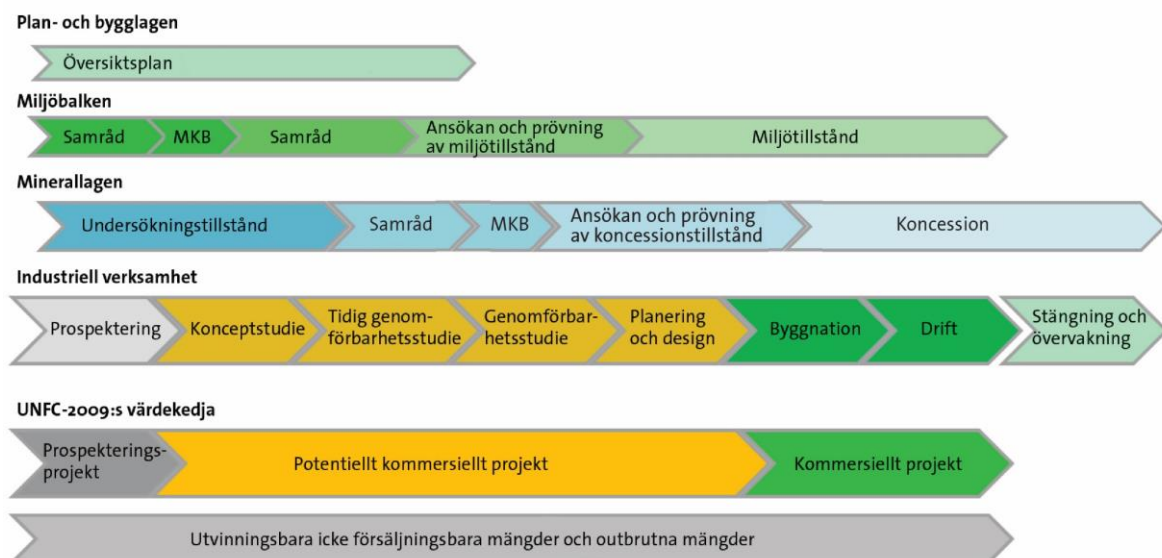 Plan- och bygglagen
Översiktsplan
Miljöbalken
Samråd
MKB
Samråd
Ansökan och prövning
av miljötillstånd
Miljötillstånd
Minerallagen
Undersökningstillstånd
Samråd
MKB
Ansökan och prövning
av koncessionstillstånd
Koncession
Industriell verksamhet
Prospektering
Konceptstudie
Tidig genom-
förbarhetsstudie
Genomförbar-
hetsstudie
Planering
och design
Byggnation
Drift
Stängning och
övervakning
UNFC-2009:s värdekedja
Prospekterings-
projekt
Potentiellt kommersiellt projekt
Kommersiellt projekt
Utvinningsbara icke försäljningsbara mängder och outbrutna mängder